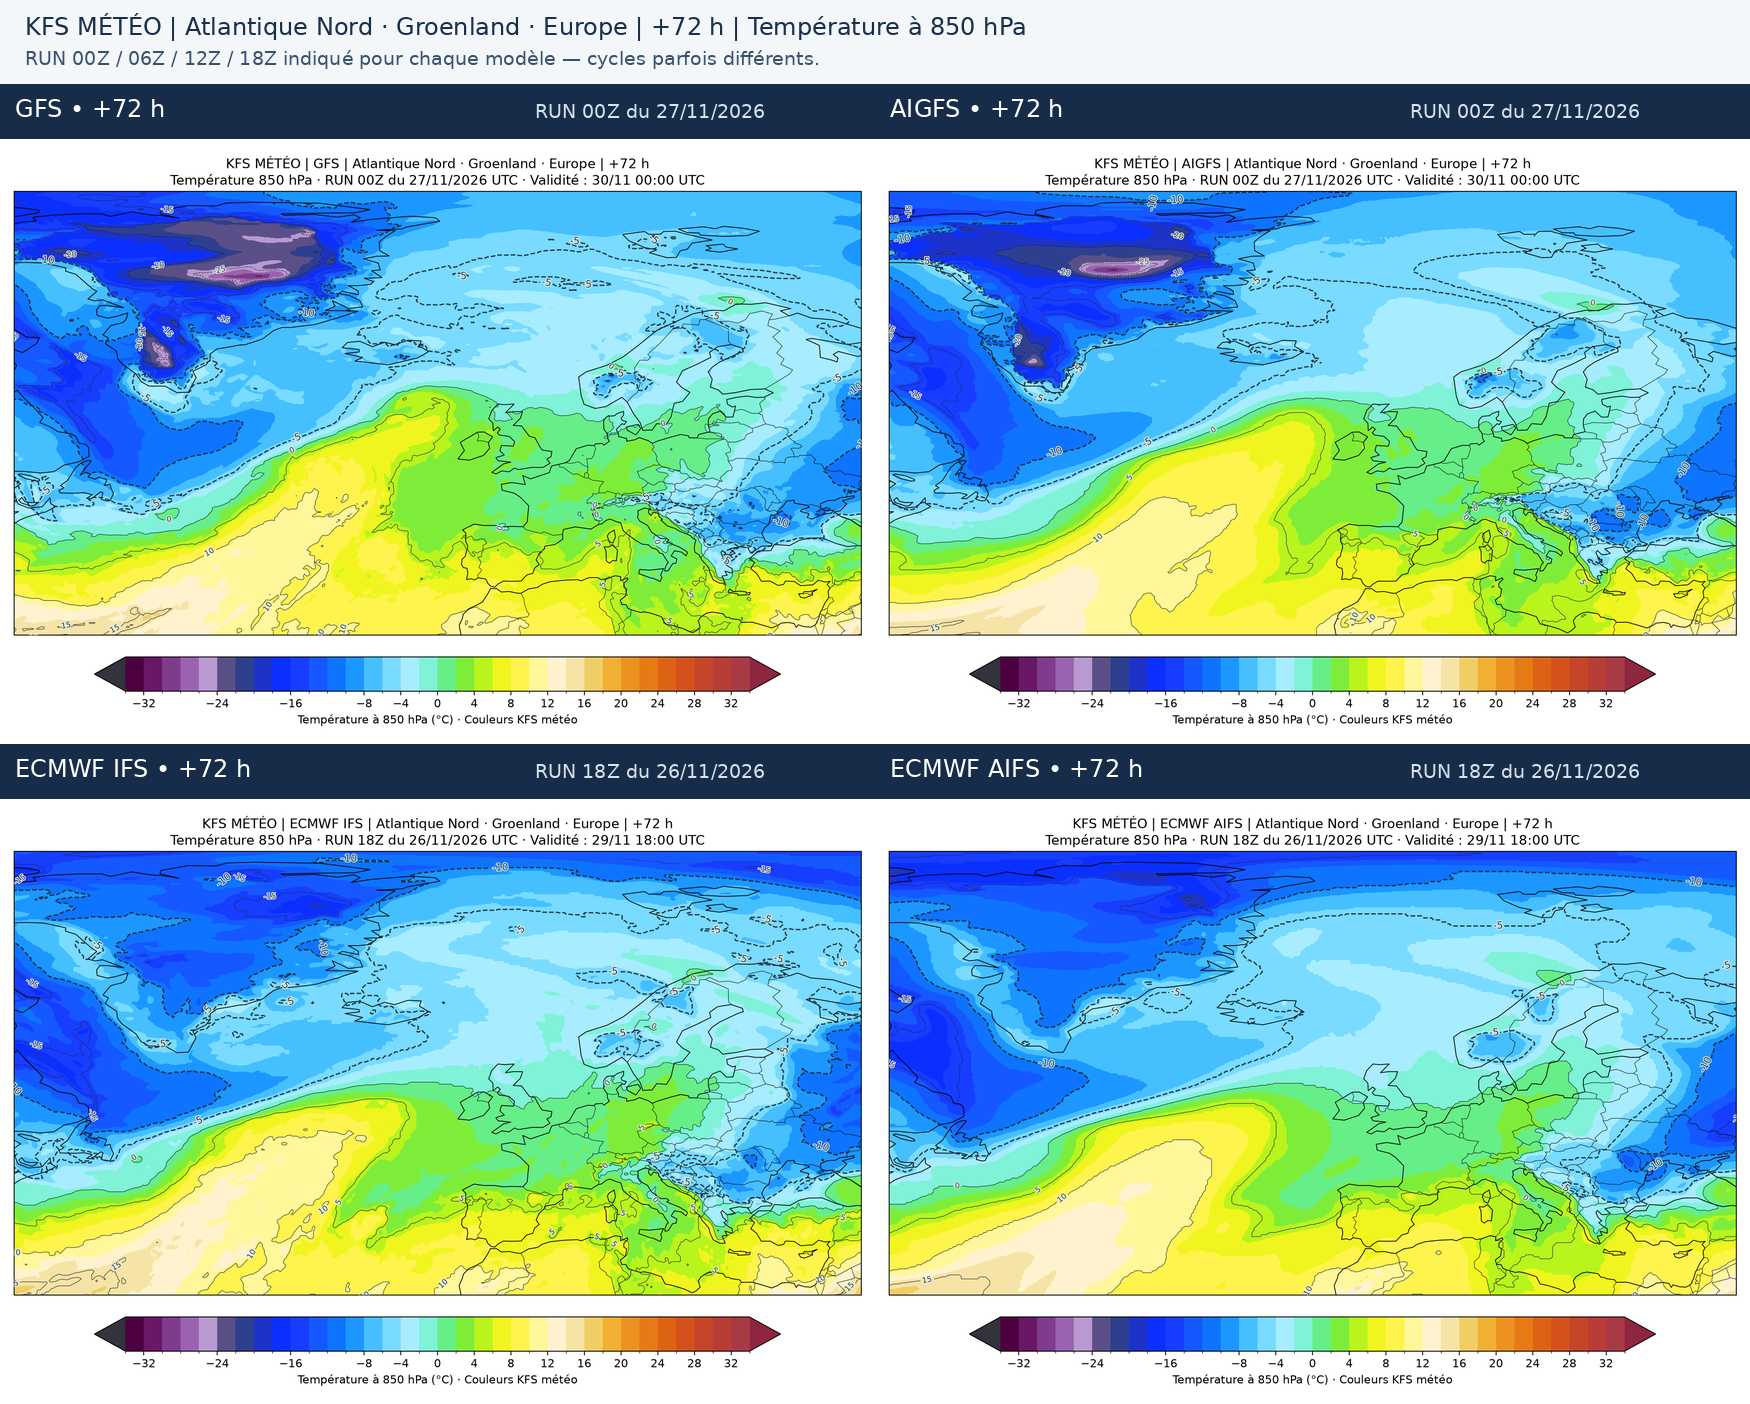 KFS MÉTÉO | Atlantique Nord · Groenland · Europe | +72 h | Température à 850 hPa
RUN 00Z / 06Z / 12Z / 18Z indiqué pour chaque modèle — cycles parfois différents.
GFS • +72 h
RUN 00Z du 27/11/2026
AIGFS • +72 h
RUN 00Z du 27/11/2026
KFS MÉTÉO | GFS | Atlantique Nord · Groenland · Europe | +72 h
Température 850 hPa · RUN 00Z du 27/11/2026 UTC · Validité : 30/11 00:00 UTC
KFS MÉTÉO | AIGFS | Atlantique Nord · Groenland · Europe | +72 h
Température 850 hPa · RUN 00Z du 27/11/2026 UTC · Validité : 30/11 00:00 UTC
−32 −24 −16 −8 −4 0 4 8 12 16 20 24 28 32
Température à 850 hPa (°C) · Couleurs KFS météo
−32 −24 −16 −8 −4 0 4 8 12 16 20 24 28 32
Température à 850 hPa (°C) · Couleurs KFS météo
ECMWF IFS • +72 h
RUN 18Z du 26/11/2026
ECMWF AIFS • +72 h
RUN 18Z du 26/11/2026
KFS MÉTÉO | ECMWF IFS | Atlantique Nord · Groenland · Europe | +72 h
Température 850 hPa · RUN 18Z du 26/11/2026 UTC · Validité : 29/11 18:00 UTC
KFS MÉTÉO | ECMWF AIFS | Atlantique Nord · Groenland · Europe | +72 h
Température 850 hPa · RUN 18Z du 26/11/2026 UTC · Validité : 29/11 18:00 UTC
−32 −24 −16 −8 −4 0 4 8 12 16 20 24 28 32
Température à 850 hPa (°C) · Couleurs KFS météo
−32 −24 −16 −8 −4 0 4 8 12 16 20 24 28 32
Température à 850 hPa (°C) · Couleurs KFS météo